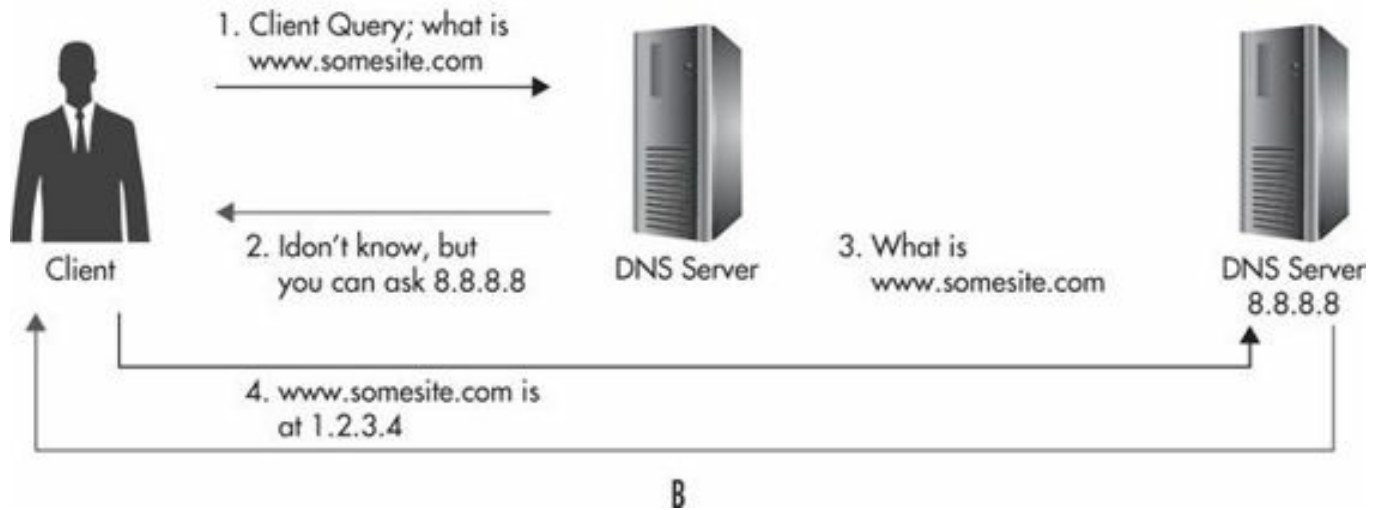 1. Client Query; what is
www.somesite.com
2. Idon't know, but
you can ask 8.8.8.8
Client
DNS Server
3. What is
www.somesite.com
DNS Server
8.8.8.8
4. www.somesite.com is
at 1.2.3.4
B